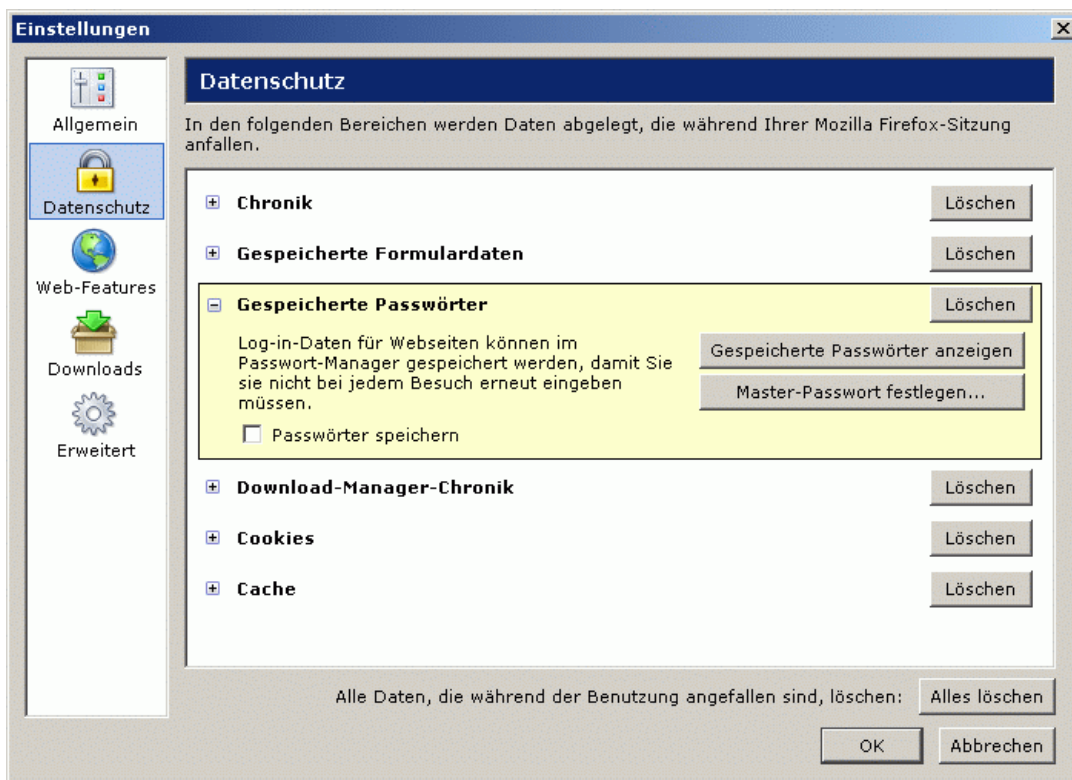 Einstellungen
Allgemein
Datenschutz
Web-Features
Downloads
Erweitert
Datenschutz
In den folgenden Bereichen werden Daten abgelegt, die während Ihrer Mozilla Firefox-Sitzung
anfallen.
Chronik
Löschen
Gespeicherte Formulardaten
Löschen
Gespeicherte Passwörter
Löschen
Log-in-Daten für Webseiten können im
Passwort-Manager gespeichert werden, damit Sie
sie nicht bei jedem Besuch erneut eingeben
müssen.
Gespeicherte Passwörter anzeigen
Master-Passwort festlegen...
Passwörter speichern
Download-Manager-Chronik
Löschen
Cookies
Löschen
Cache
Löschen
Alle Daten, die während der Benutzung angefallen sind, löschen:
Alles löschen
OK
Abbrechen